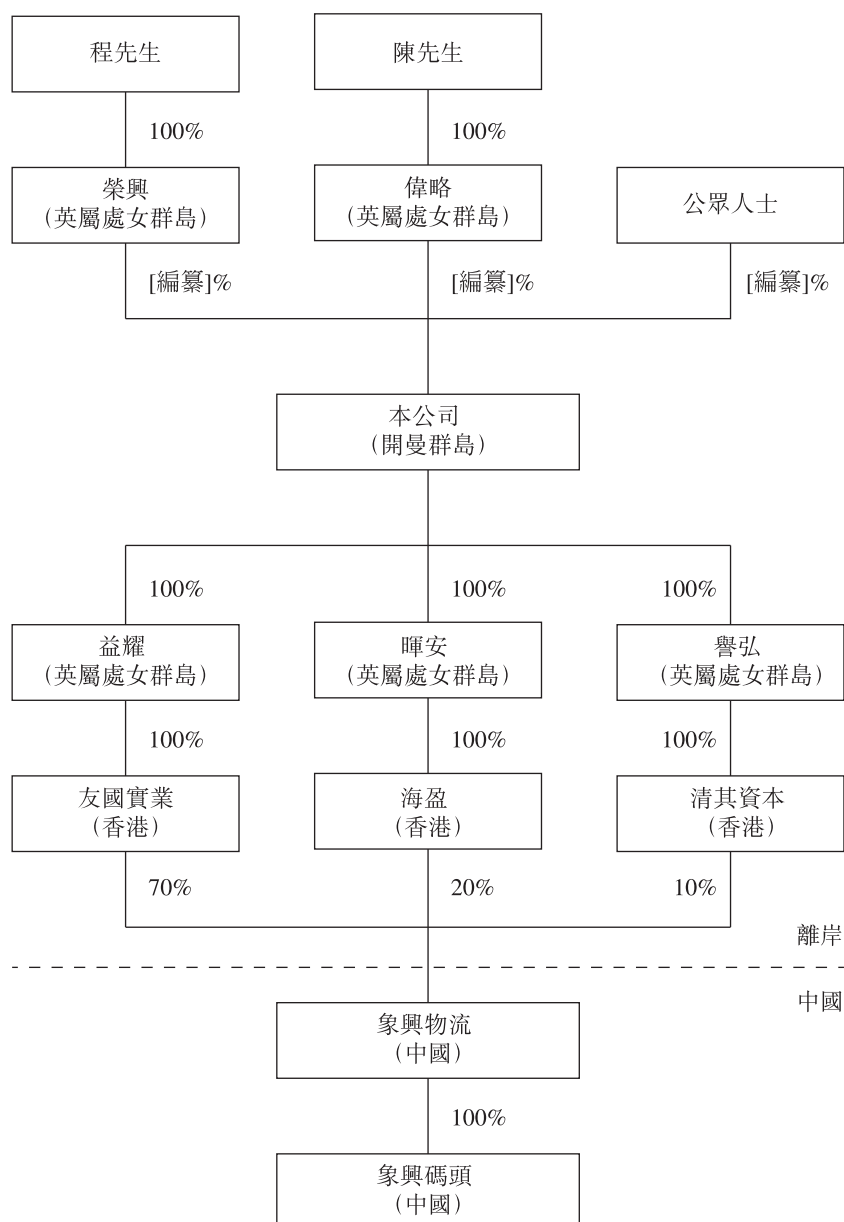 程先生
陳先生
100%
100%
榮興
(英屬處女群島)
偉略
(英屬處女群島)
公眾人士
[編纂]%
[編纂]%
[編纂]%
本公司
(開曼群島)
100%
100%
100%
益耀
(英屬處女群島)
暉安
(英屬處女群島)
譽弘
(英屬處女群島)
100%
100%
100%
友國實業
(香港)
海盈
(香港)
清其資本
(香港)
70%
20%
10%
離岸
中國
象興物流
(中國)
100%
象興碼頭
(中國)